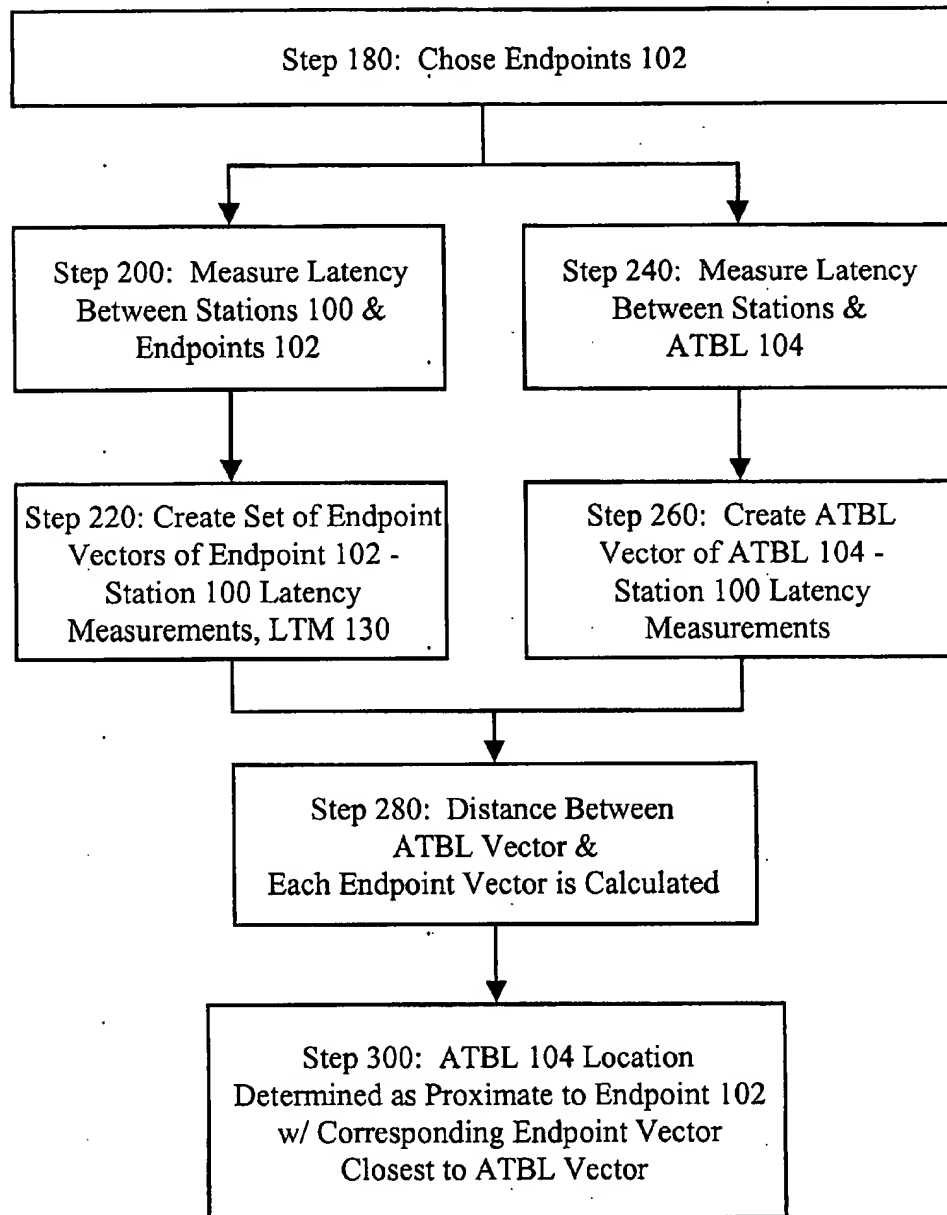 Step 180: Chose Endpoints 102
Step 200: Measure Latency
Between Stations 100 &
Endpoints 102
Step 240: Measure Latency
Between Stations &
ATBL 104
Step 220: Create Set of Endpoint
Vectors of Endpoint 102 -
Station 100 Latency
Measurements, LTM 130
Step 260: Create ATBL
Vector of ATBL 104 -
Station 100 Latency
Measurements
Step 280: Distance Between
ATBL Vector &
Each Endpoint Vector is Calculated
Step 300: ATBL 104 Location
Determined as Proximate to Endpoint 102
w/ Corresponding Endpoint Vector
Closest to ATBL Vector